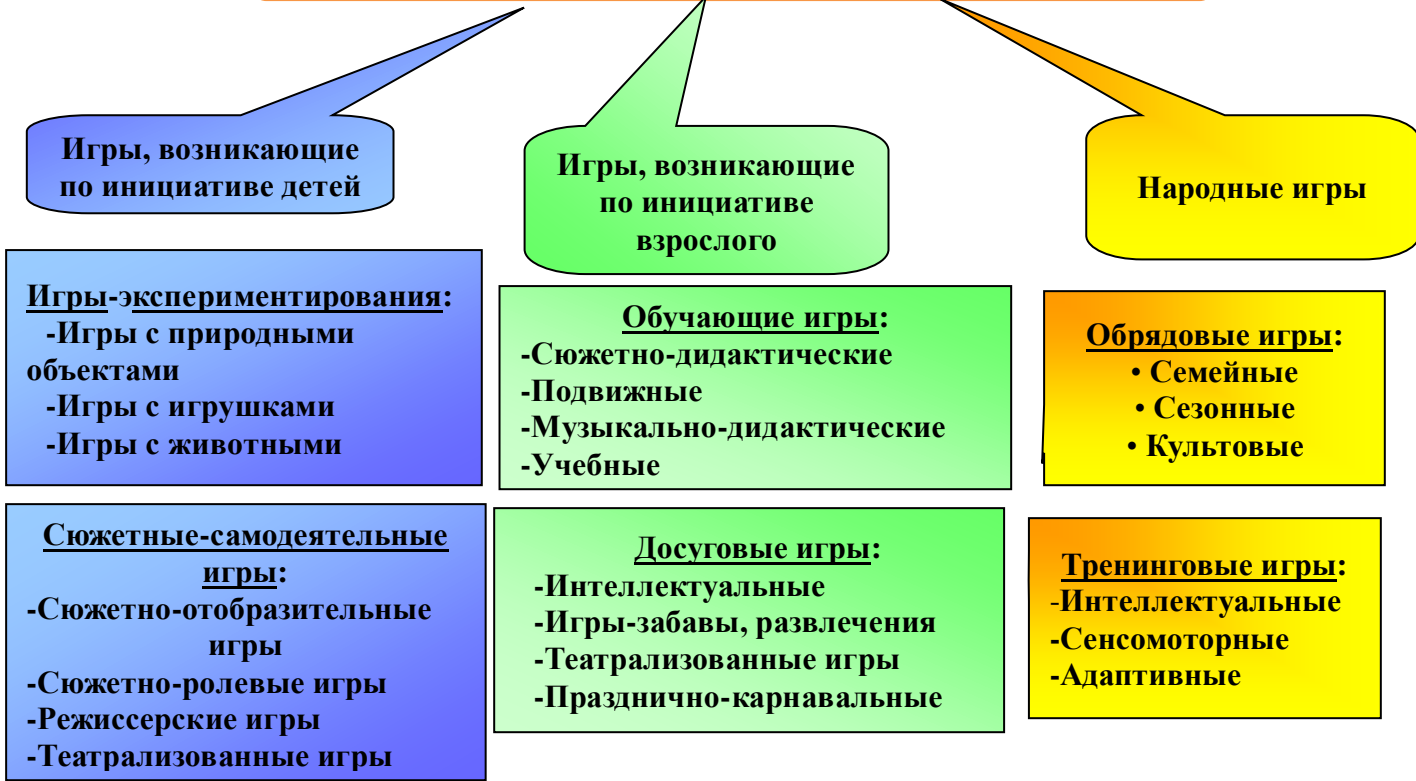 Игры, возникающие
по инициативе детей
Игры, возникающие
по инициативе
взрослого
Народные игры
Игры-экспериментирования:
-Игры с природными
объектами
-Игры с игрушками
-Игры с животными
Обучающие игры:
-Сюжетно-дидактические
-Подвижные
-Музыкально-дидактические
-Учебные
Обрядовые игры:
• Семейные
• Сезонные
• Культовые
Сюжетные-самодеятельные
игры:
-Сюжетно-отобразительные
игры
-Сюжетно-ролевые игры
-Режиссерские игры
-Театрализованные игры
Досуговые игры:
-Интеллектуальные
-Игры-забавы, развлечения
-Театрализованные игры
-Празднично-карнавальные
Тренинговые игры:
-Интеллектуальные
-Сенсомоторные
-Адаптивные